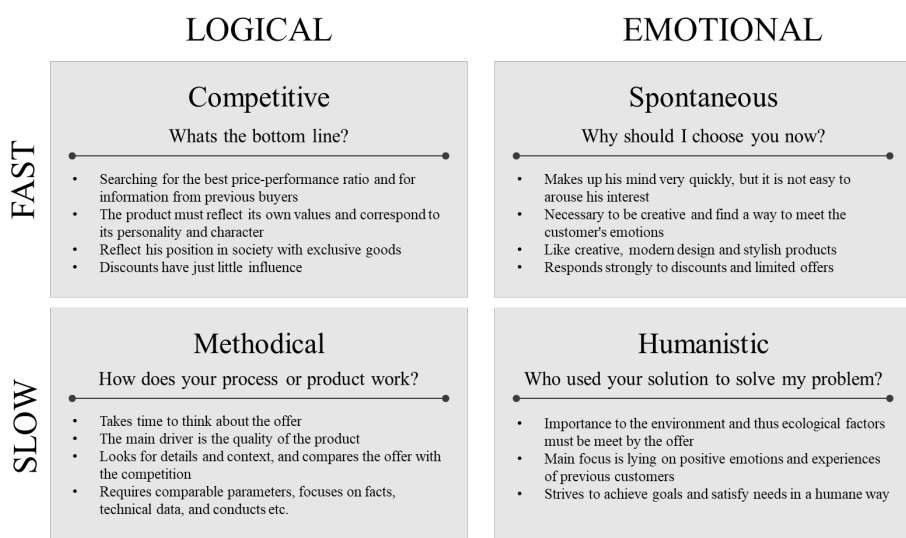 LOGICAL
EMOTIONAL
FAST
Competitive
Whats the bottom line?
• Searching for the best price-performance ratio and for
information from previous buyers
• The product must reflect its own values and correspond to
its personality and character
• Reflect his position in society with exclusive goods
• Discounts have just little influence
Spontaneous
Why should I choose you now?
• Makes up his mind very quickly, but it is not easy to
arouse his interest
• Necessary to be creative and find a way to meet the
customer's emotions
• Like creative, modern design and stylish products
• Responds strongly to discounts and limited offers
SLOW
Methodical
How does your process or product work?
• Takes time to think about the offer
• The main driver is the quality of the product
• Looks for details and context, and compares the offer with
the competition
• Requires comparable parameters, focuses on facts,
technical data, and conducts etc.
Humanistic
Who used your solution to solve my problem?
• Importance to the environment and thus ecological factors
must be meet by the offer
• Main focus is lying on positive emotions and experiences
of previous customers
• Strives to achieve goals and satisfy needs in a humane way